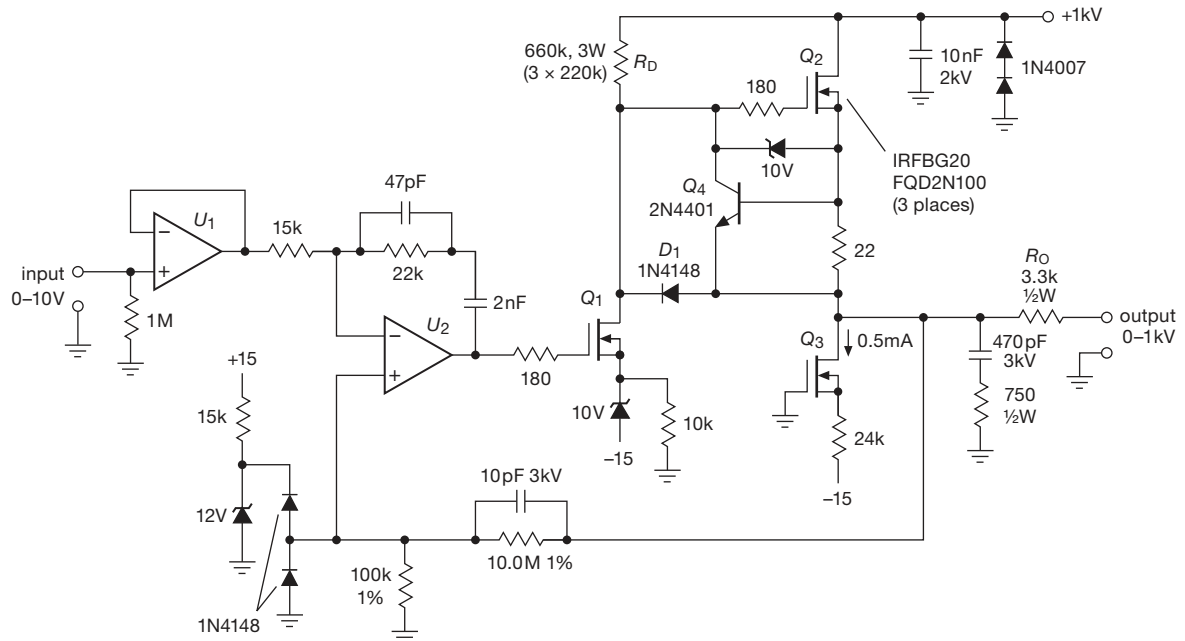 +1kV
660k, 3W
(3 × 220k)
R_D
Q_2
180
10nF
2kV
1N4007
10V
IRFBG20
FQD2N100
(3 places)
Q_4
2N4401
22
D_1
1N4148
47pF
22k
U_1
15k
2nF
input
0–10V
1M
U_2
180
Q_1
10V
–15
10k
Q_3
0.5mA
24k
–15
R_O
3.3k
½W
output
0–1kV
470pF
3kV
750
½W
+15
15k
12V
1N4148
100k
1%
10pF 3kV
10.0M 1%